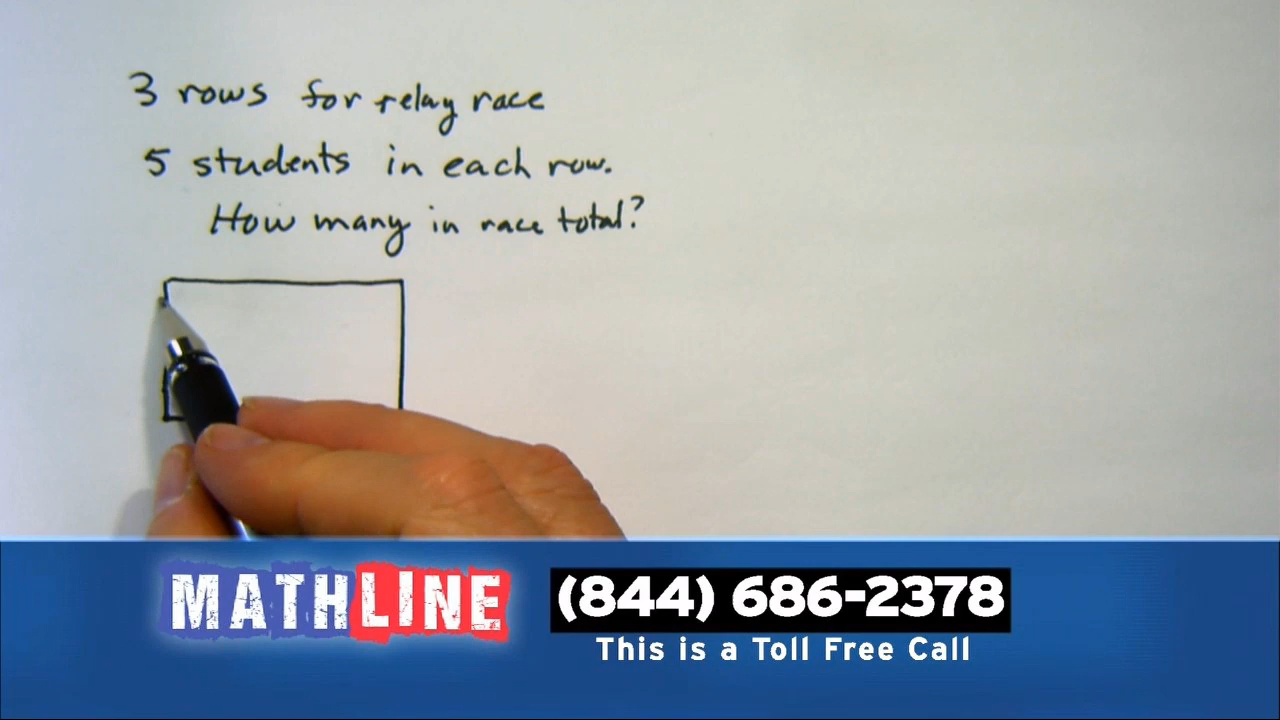 3 rows for relay race
5 students in each row.
How many in race total?
MATHLINE
(844) 686-2378
This is a Toll Free Call